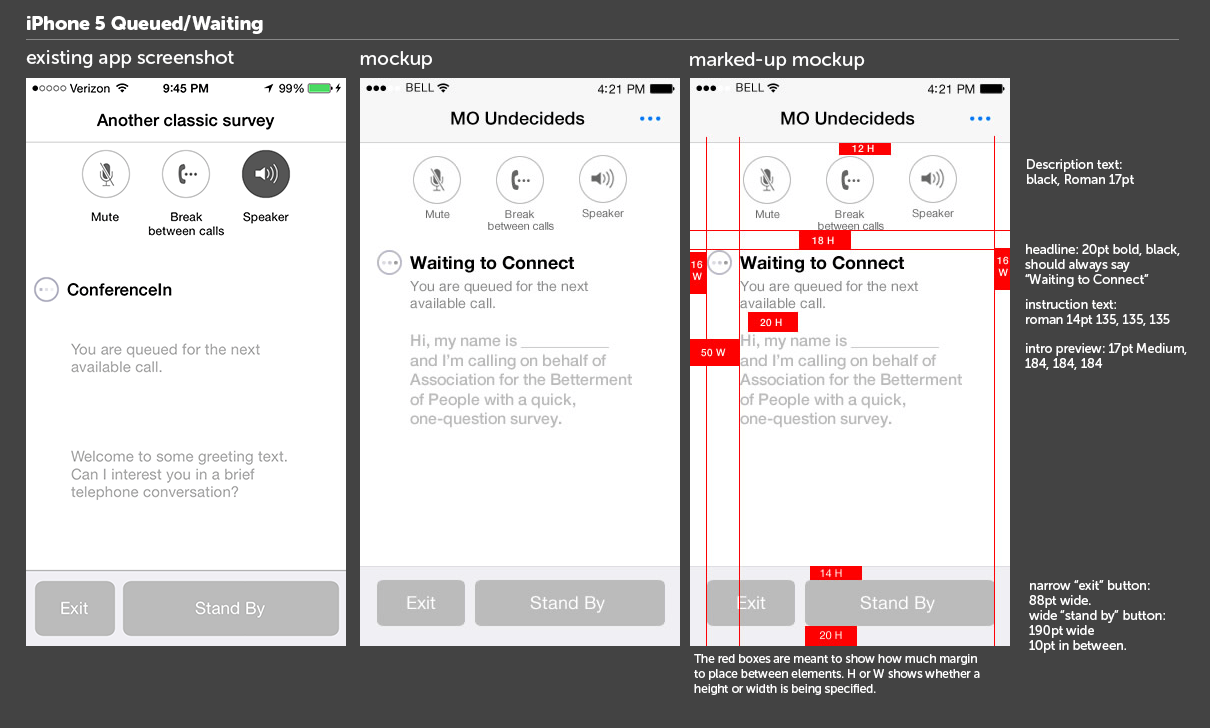 iPhone 5 Queued/Waiting
existing app screenshot
Verizon 9:45 PM 99%
Another classic survey
Mute
Break
between calls
Speaker
ConferenceIn
You are queued for the next
available call.
Welcome to some greeting text.
Can I interest you in a brief
telephone conversation?
Exit
Stand By
mockup
BELL 4:21 PM
MO Undecideds
Mute
Break
between calls
Speaker
Waiting to Connect
You are queued for the next
available call.
Hi, my name is __________
and I'm calling on behalf of
Association for the Betterment
of People with a quick,
one-question survey.
Exit
Stand By
marked-up mockup
BELL 4:21 PM
MO Undecideds
12 H
Mute
Break
between calls
Speaker
18 H
16
W
Waiting to Connect
16
W
You are queued for the next
available call.
20 H
50 W
Hi, my name is __________
and I'm calling on behalf of
Association for the Betterment
of People with a quick,
one-question survey.
14 H
Exit
Stand By
20 H
The red boxes are meant to show how much margin
to place between elements. H or W shows whether a
height or width is being specified.
Description text:
black, Roman 17pt
headline: 20pt bold, black,
should always say
“Waiting to Connect”
instruction text:
roman 14pt 135, 135, 135
intro preview: 17pt Medium,
184, 184, 184
narrow “exit” button:
88pt wide.
wide “stand by” button:
190pt wide
10pt in between.